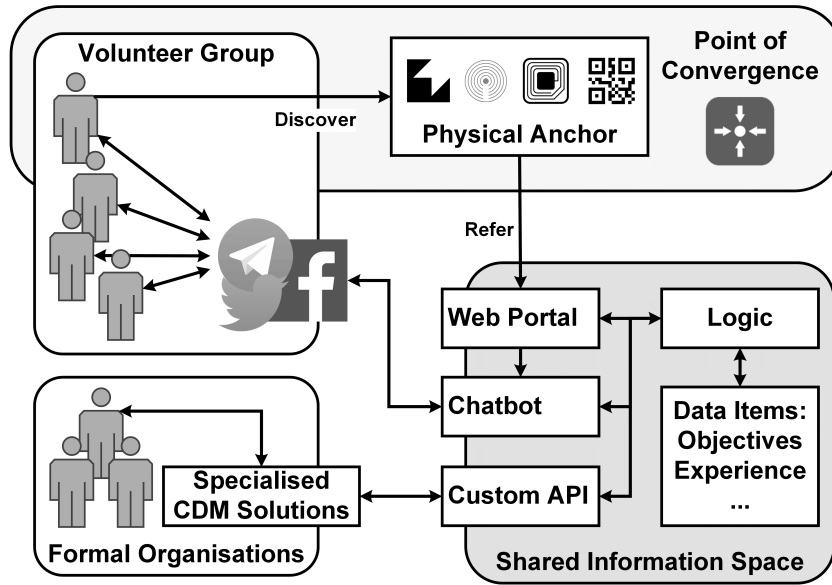 Volunteer Group
Point of
Convergence
Discover
Physical Anchor
Refer
Web Portal
Logic
Chatbot
Data Items:
Objectives
Experience
...
Specialised
CDM Solutions
Custom API
Formal Organisations
Shared Information Space